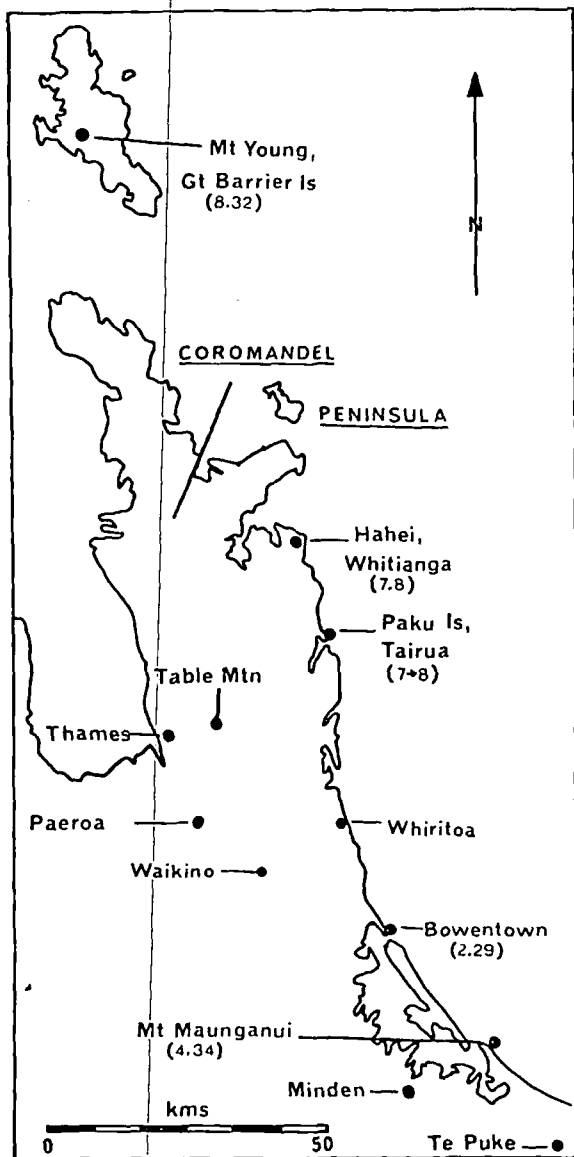 Mt Young,
Gt Barrier Is
(8.32)
N
COROMANDEL
PENINSULA
Hahei,
Whitianga
(7.8)
Paku Is,
Tairua
(7→8)
Table Mtn
Thames
Paeroa
Whiritoa
Waikino
Bowentown
(2.29)
Mt Maunganui
(4.34)
Minden
kms
0 50
Te Puke